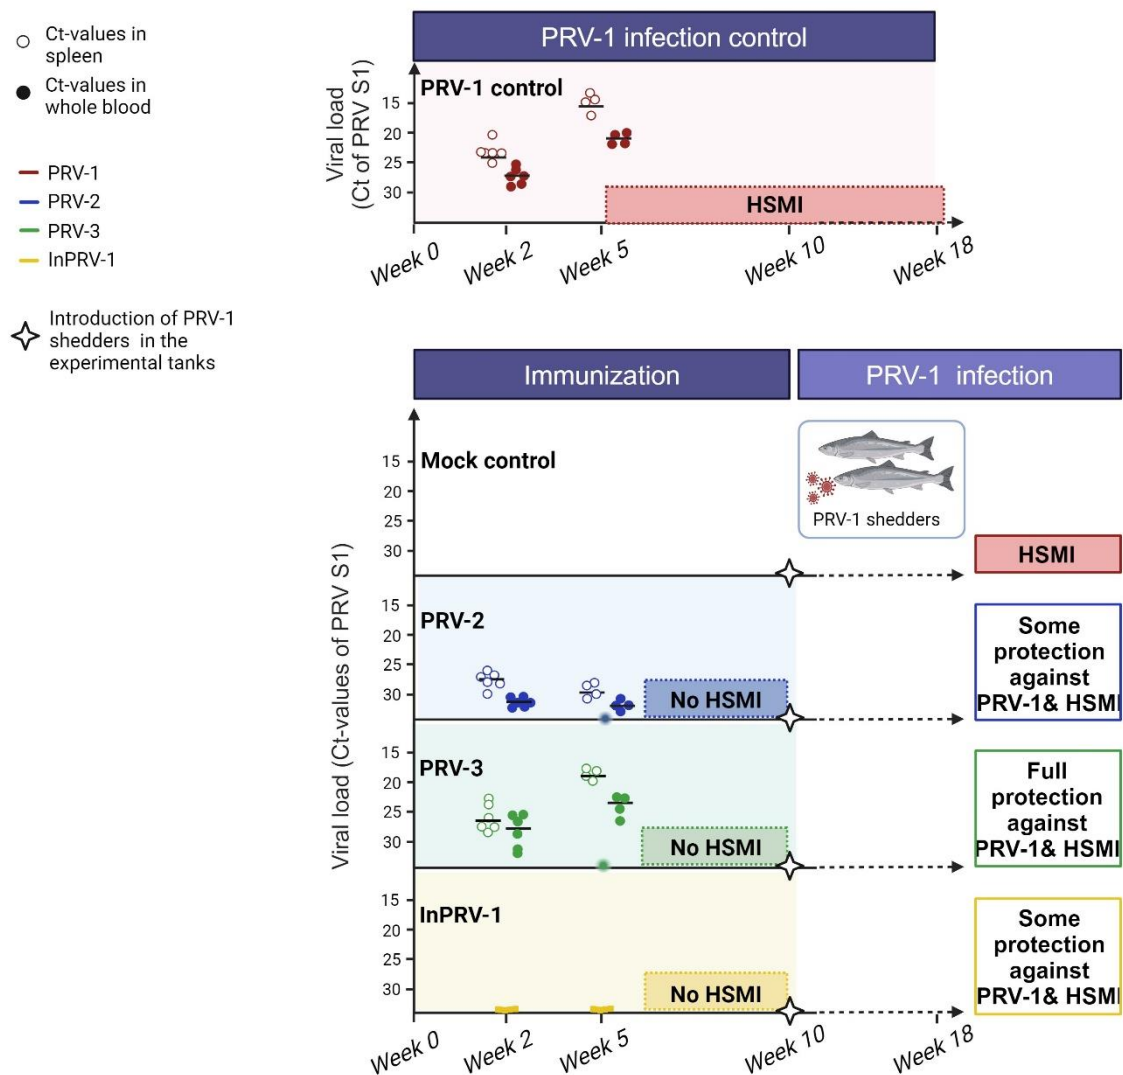 Ct-values in
spleen
Ct-values in
whole blood
PRV-1
PRV-2
PRV-3
InPRV-1
Introduction of PRV-1
shedders in the
experimental tanks
PRV-1 infection control
Viral load
(Ct of PRV S1)
PRV-1 control
15
20
25
30
HSMI
Week 0
Week 2
Week 5
Week 10
Week 18
Immunization
PRV-1 infection
Viral load (Ct-values of PRV S1)
Mock control
15
20
25
30
PRV-1 shedders
HSMI
PRV-2
15
20
25
30
No HSMI
Some
protection
against
PRV-1& HSMI
PRV-3
15
20
25
30
No HSMI
Full
protection
against
PRV-1& HSMI
InPRV-1
15
20
25
30
No HSMI
Some
protection
against
PRV-1& HSMI
Week 0
Week 2
Week 5
Week 10
Week 18